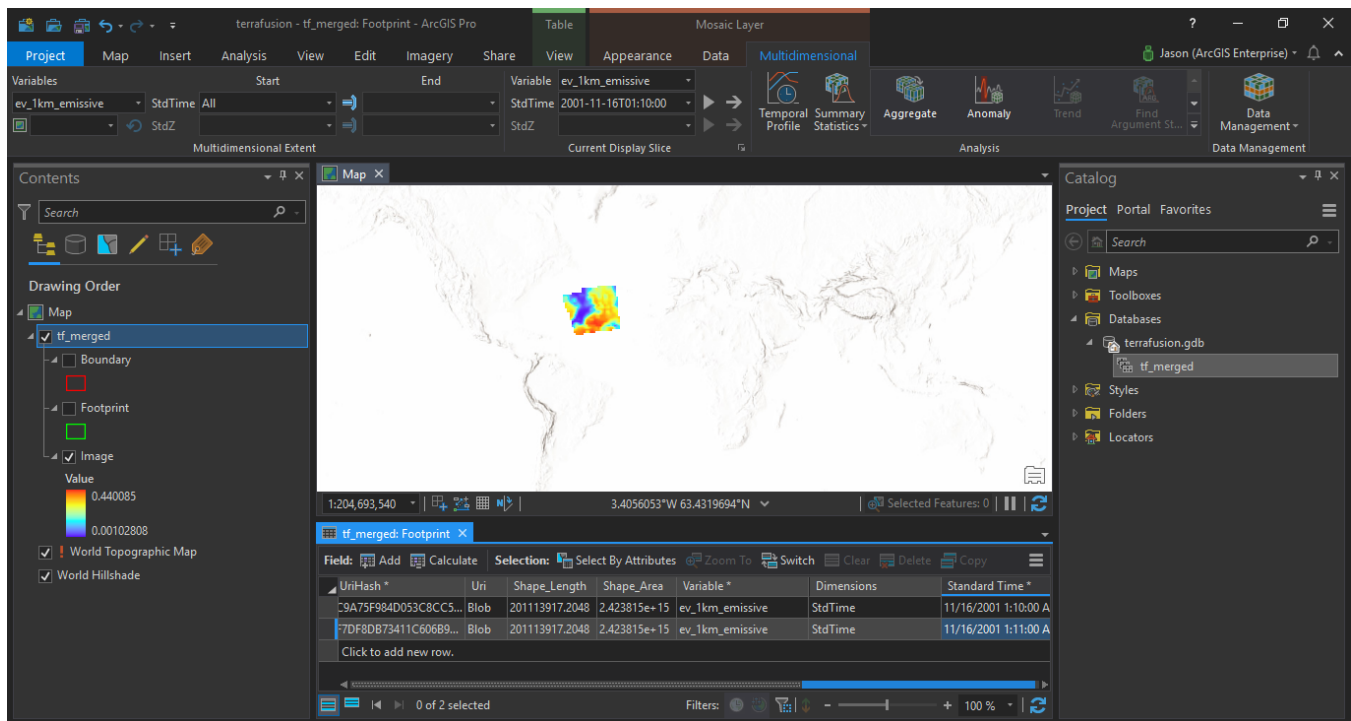 terrafusion - tf_merged: Footprint - ArcGIS Pro
Table
Mosaic Layer
?
Project Map Insert Analysis View Edit Imagery Share View Appearance Data Multidimensional
Jason (ArcGIS Enterprise)
Variables Start End
ev_1km_emissive StdTime All
StdZ
Multidimensional Extent
Variable ev_1km_emissive
StdTime 2001-11-16T01:10:00
StdZ
Current Display Slice
Temporal Profile
Summary Statistics
Aggregate
Anomaly
Trend
Find Argument St...
Analysis
Data Management
Data Management
Contents
Search
Drawing Order
Map
tf_merged
Boundary
Footprint
Image
Value
0.440085
0.00102808
World Topographic Map
World Hillshade
Map
1:204,693,540
3.4056053°W 63.4319694°N
Selected Features: 0
tf_merged: Footprint
Field: Add Calculate Selection: Select By Attributes Zoom To Switch Clear Delete Copy
UriHash * Uri Shape_Length Shape_Area Variable * Dimensions Standard Time *
C9A75F984D053C8CC5... Blob 201113917.2048 2.423815e+15 ev_1km_emissive StdTime 11/16/2001 1:10:00 A
F7DF8DB73411C606B9... Blob 201113917.2048 2.423815e+15 ev_1km_emissive StdTime 11/16/2001 1:11:00 A
Click to add new row.
0 of 2 selected
Filters:
- + 100 %
Catalog
Project Portal Favorites
Search
Maps
Toolboxes
Databases
terrafusion.gdb
tf_merged
Styles
Folders
Locators